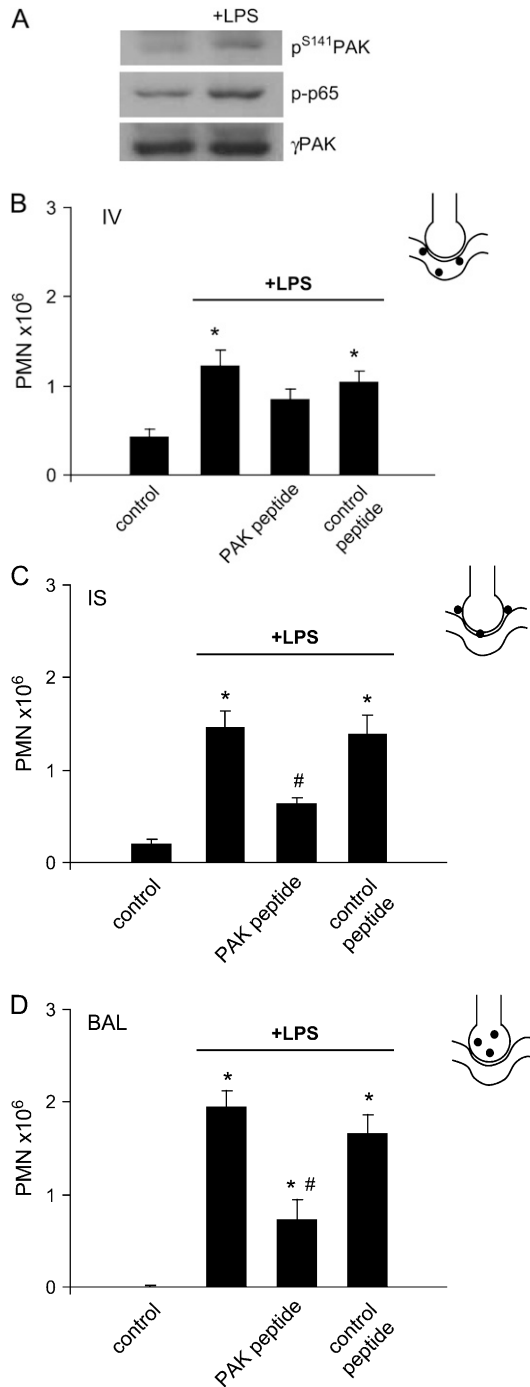 A
+LPS
pS141PAK
p-p65
γPAK
B
IV
+LPS
PMN x10^6
3
2
1
0
*
*
control
PAK peptide
control
peptide
C
IS
+LPS
PMN x10^6
3
2
1
0
*
#
*
control
PAK peptide
control
peptide
D
BAL
+LPS
PMN x10^6
3
2
1
0
*
* #
*
control
PAK peptide
control
peptide